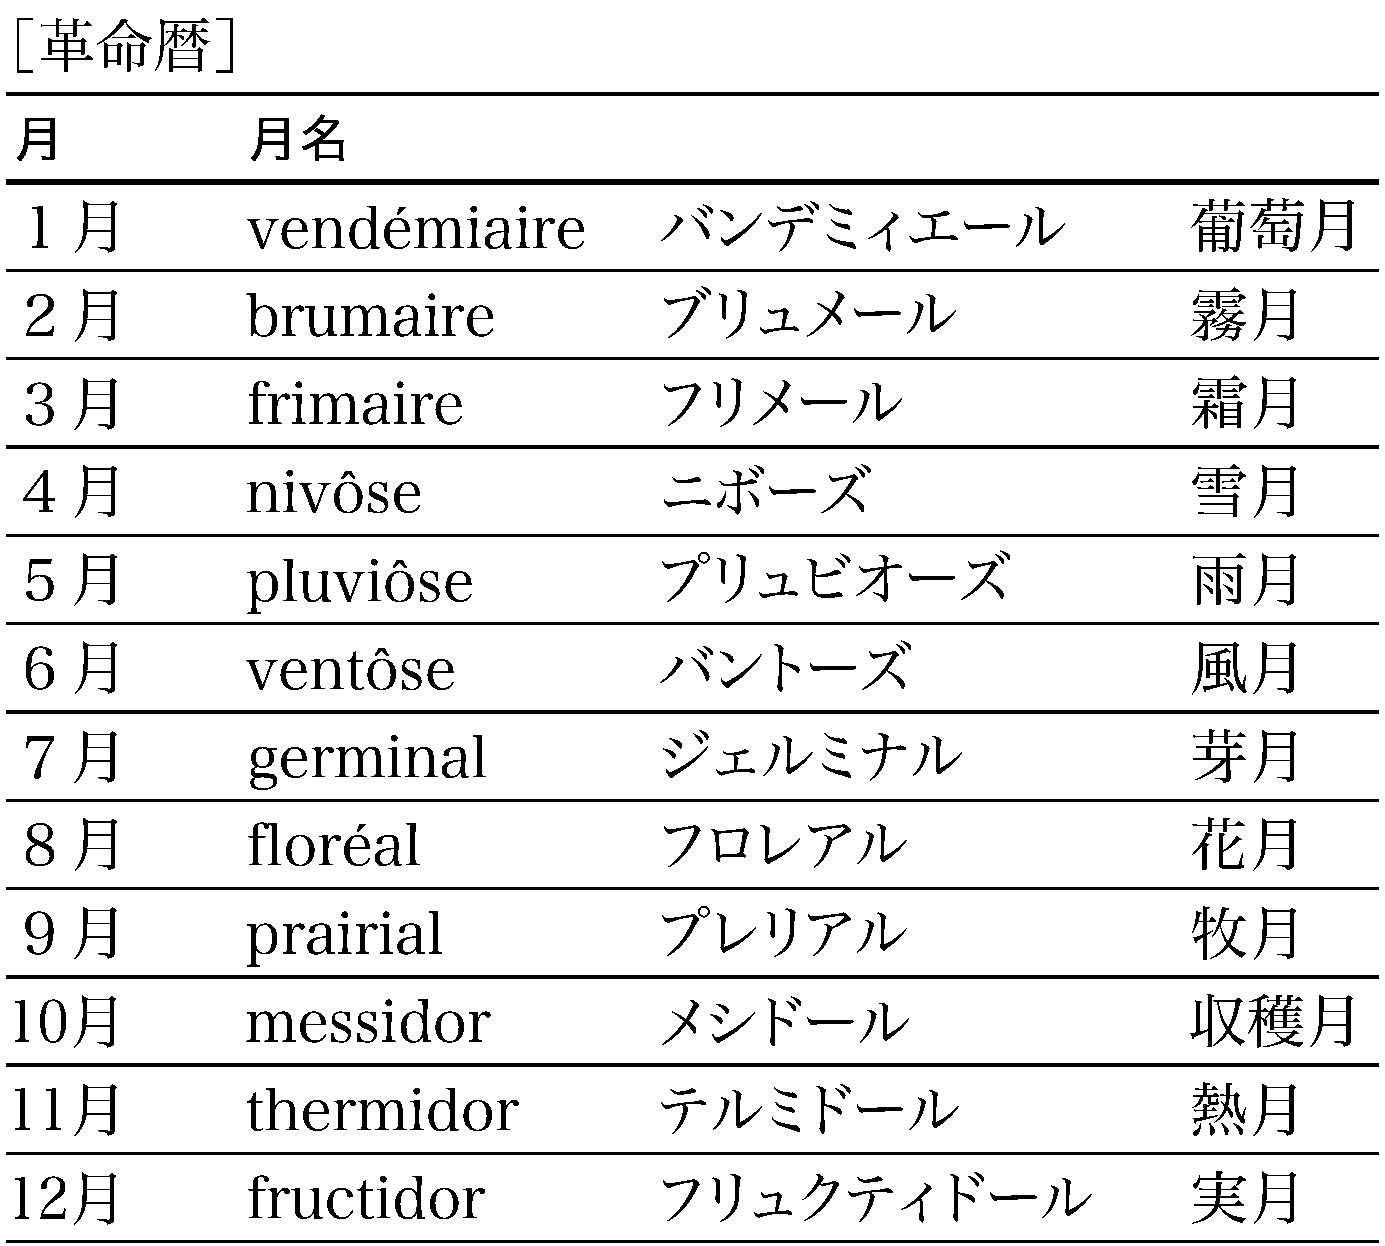 ［革命暦］
月 月名
1月 vendémiaire バンデミィエール 葡萄月
2月 brumaire ブリュメール 霧月
3月 frimaire フリメール 霜月
4月 nivôse ニボーズ 雪月
5月 pluviôse プリュビオーズ 雨月
6月 ventôse バントーズ 風月
7月 germinal ジェルミナル 芽月
8月 floréal フロレアル 花月
9月 prairial プレリアル 牧月
10月 messidor メシドール 収穫月
11月 thermidor テルミドール 熱月
12月 fructidor フリュクティドール 実月